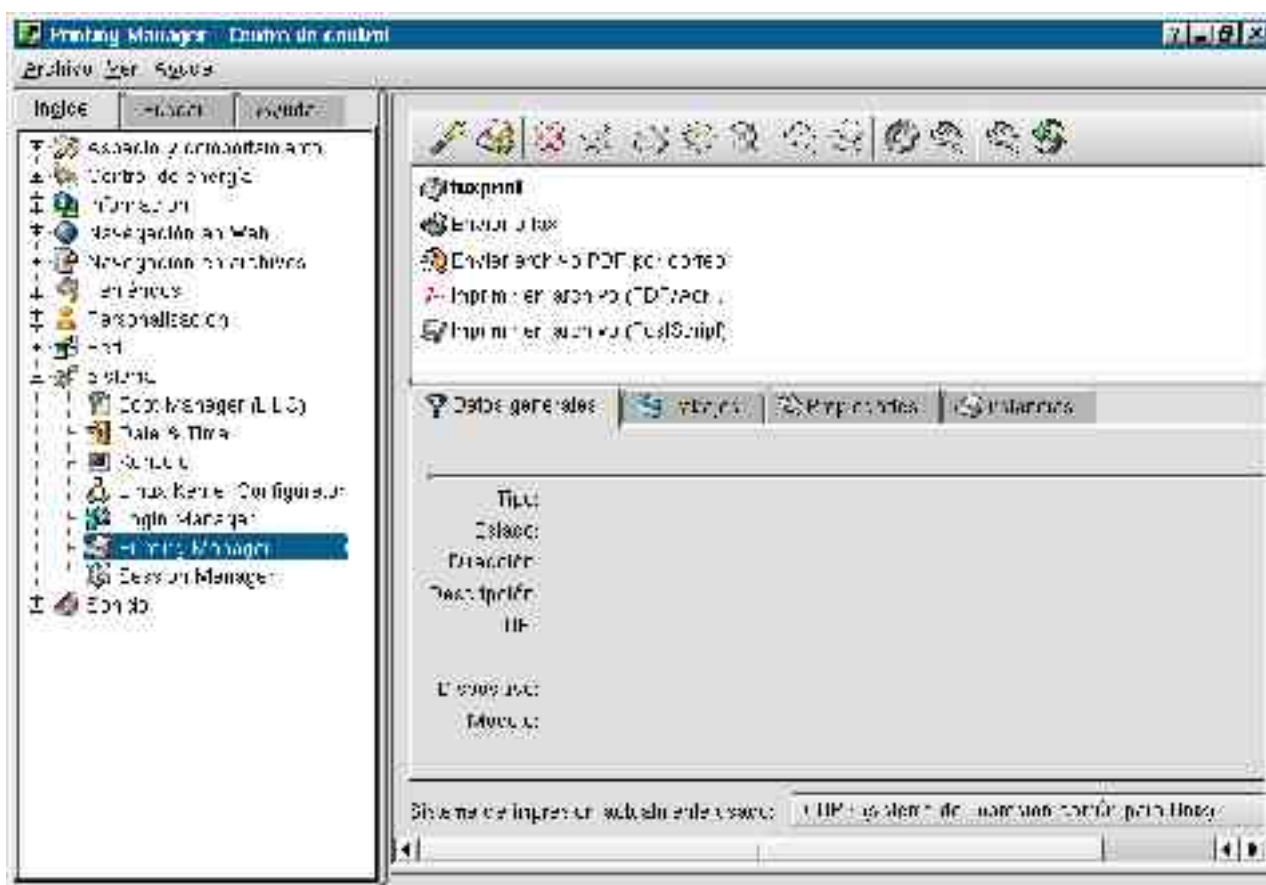 Printing Manager - Centro de control
Archivo Ver Ayuda
Indice Buscar Ayuda
Aspecto y comportamiento
Control de energía
Información
Navegación en Web
Navegación en archivos
Periféricos
Personalización
Red
Sistema
Boot Manager (LILO)
Date & Time
Konsole
Linux Kernel Configurator
Login Manager
Printing Manager
Session Manager
Sonido
Enviar a fax
Enviar archivo PDF por correo
Imprimir en archivo (PDF/Acr...
Imprimir en archivo (PostScript)
Datos generales Trabajos Propiedades Instancias
Tipo:
Estado:
Dirección:
Descripción:
URI:
Dispositivo:
Modelo:
Sistema de impresión actualmente usado: CUPS (sistema de impresión común para Unix)